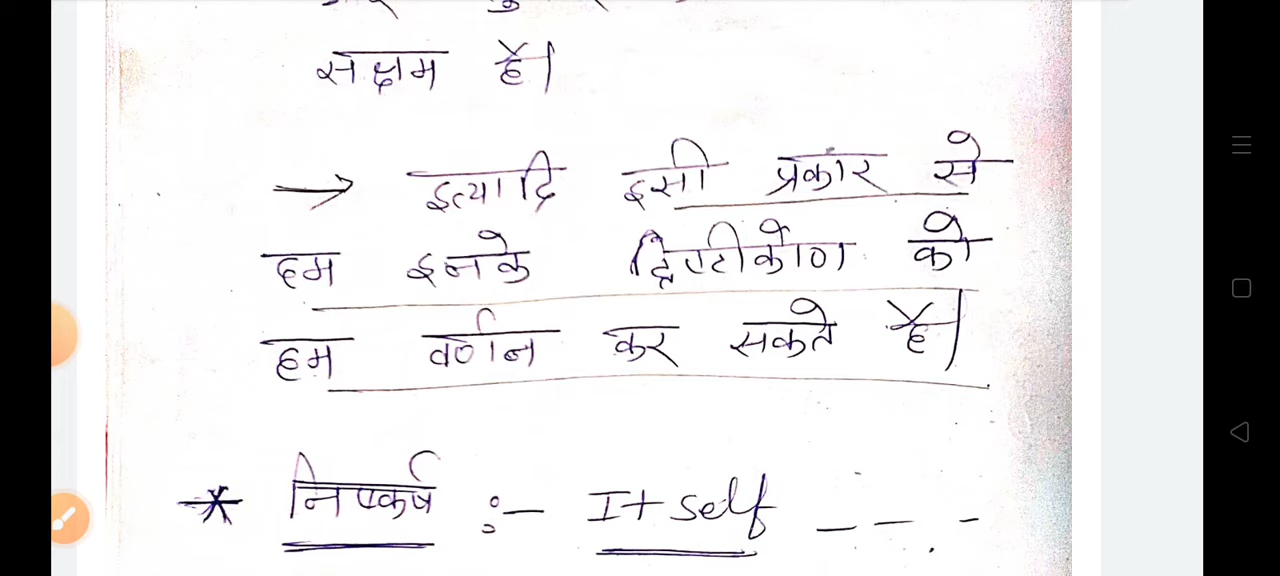 सक्षम है।
→ इत्यादि इसी प्रकार से
हम इनके द्रिष्टीकोण को
हम वर्णन कर सकते है।
* निष्कर्ष :- It self - - -